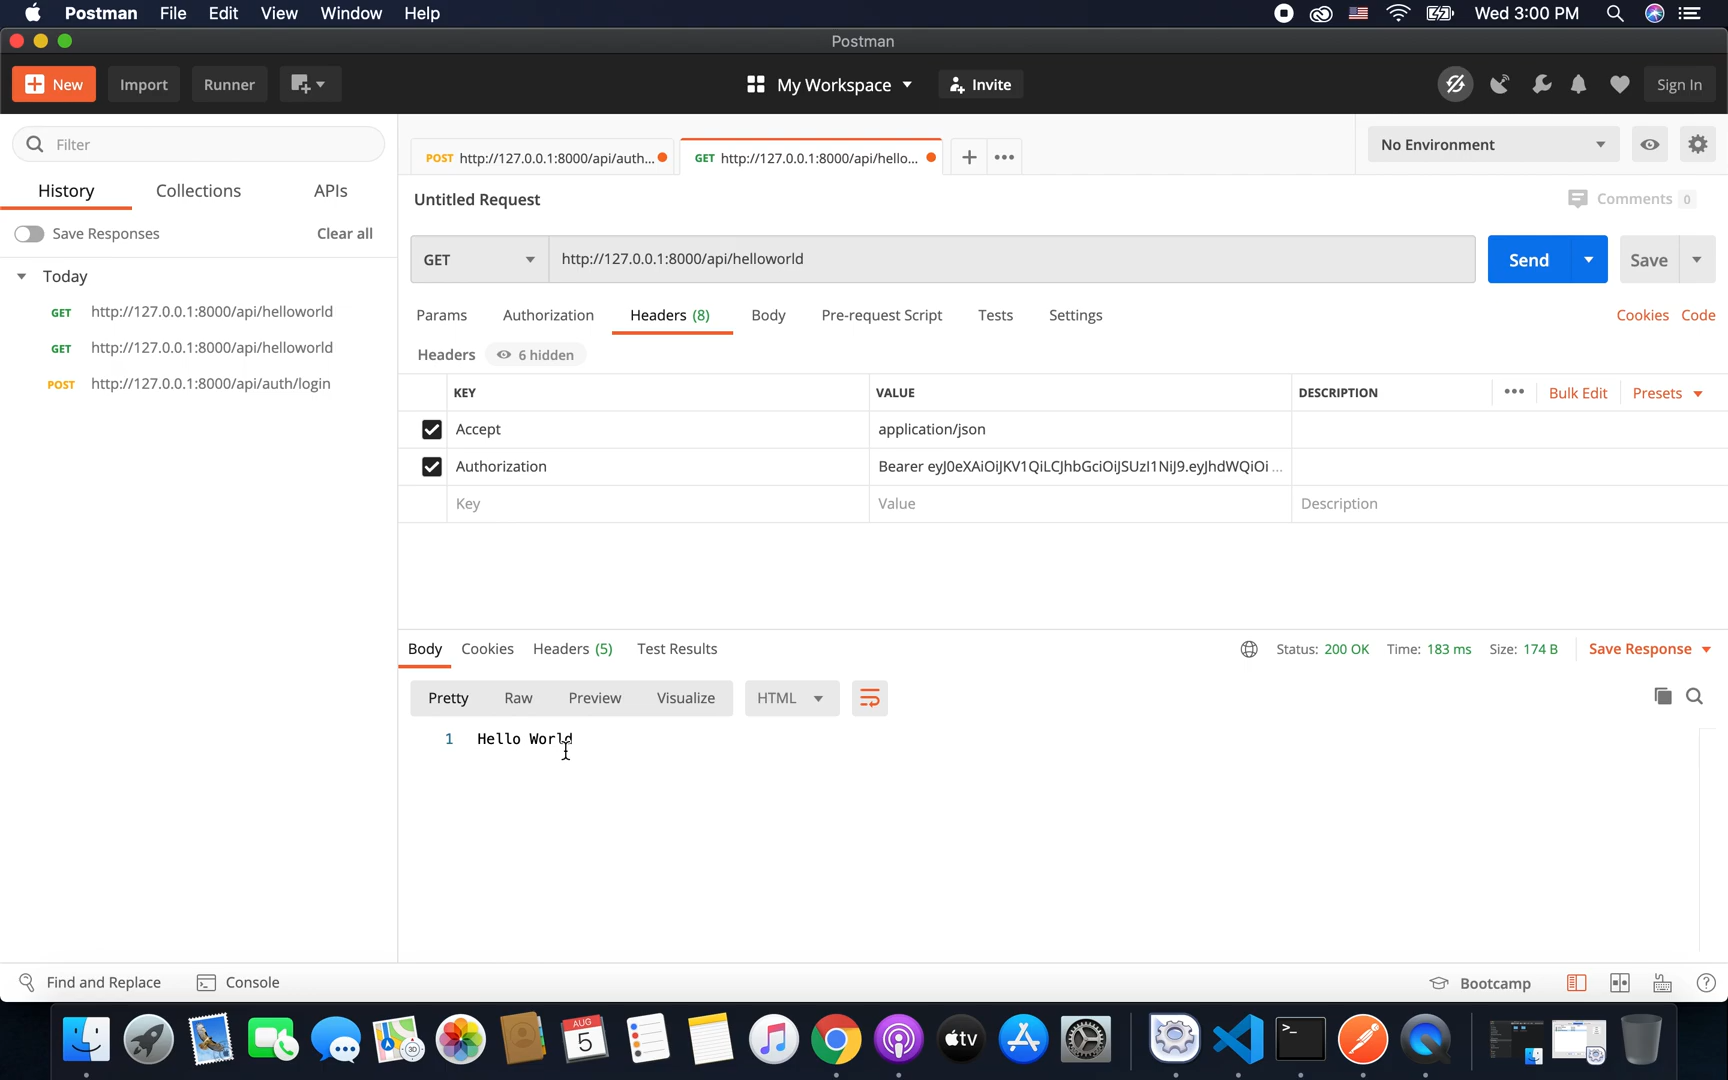 Postman File Edit View Window Help Wed 3:00 PM
Postman
New Import Runner My Workspace Invite Sign In
Filter
POST http://127.0.0.1:8000/api/auth... GET http://127.0.0.1:8000/api/hello... No Environment
History Collections APIs
Untitled Request Comments 0
Save Responses Clear all
GET http://127.0.0.1:8000/api/helloworld Send Save
Today
GET http://127.0.0.1:8000/api/helloworld
Params Authorization Headers (8) Body Pre-request Script Tests Settings Cookies Code
GET http://127.0.0.1:8000/api/helloworld
Headers 6 hidden
POST http://127.0.0.1:8000/api/auth/login
KEY VALUE DESCRIPTION Bulk Edit Presets
Accept application/json
Authorization Bearer eyJ0eXAiOiJKV1QiLCJhbGciOiJSUzI1NiJ9.eyJhdWQiOi ...
Key Value Description
Body Cookies Headers (5) Test Results Status: 200 OK Time: 183 ms Size: 174 B Save Response
Pretty Raw Preview Visualize HTML
1 Hello World
Find and Replace Console Bootcamp
AUG
5
3D
tv
>_